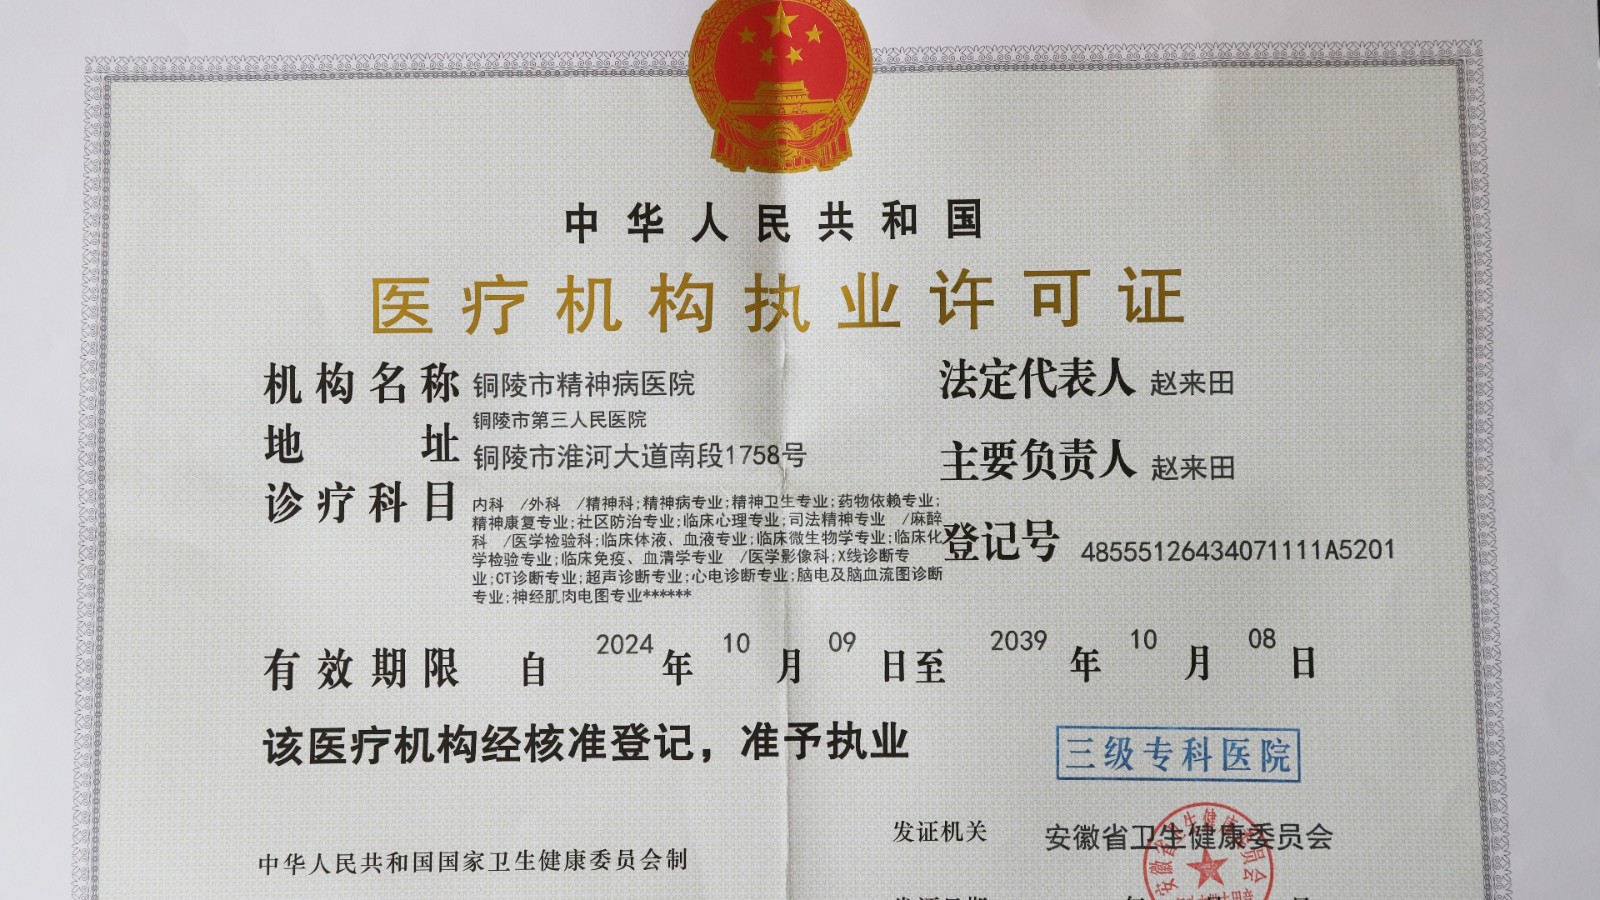 中华人民共和国
医疗机构执业许可证
机构名称 铜陵市精神病医院
铜陵市第三人民医院
法定代表人 赵来田
地址 铜陵市淮河大道南段1758号
主要负责人 赵来田
诊疗科目 内科 /外科 /精神科;精神病专业;精神卫生专业;药物依赖专业;
精神康复专业;社区防治专业;临床心理专业;司法精神专业 /麻醉
科 /医学检验科;临床体液、血液专业;临床微生物学专业;临床化
学检验专业;临床免疫、血清学专业 /医学影像科;X线诊断专
业;CT诊断专业;超声诊断专业;心电诊断专业;脑电及脑血流图诊断
专业;神经肌肉电图专业******
登记号 48555126434071111A5201
有效期限 自 2024 年 10 月 09 日至 2039 年 10 月 08 日
该医疗机构经核准登记，准予执业
三级专科医院
发证机关 安徽省卫生健康委员会
安徽省卫生健康委员会
中华人民共和国国家卫生健康委员会制